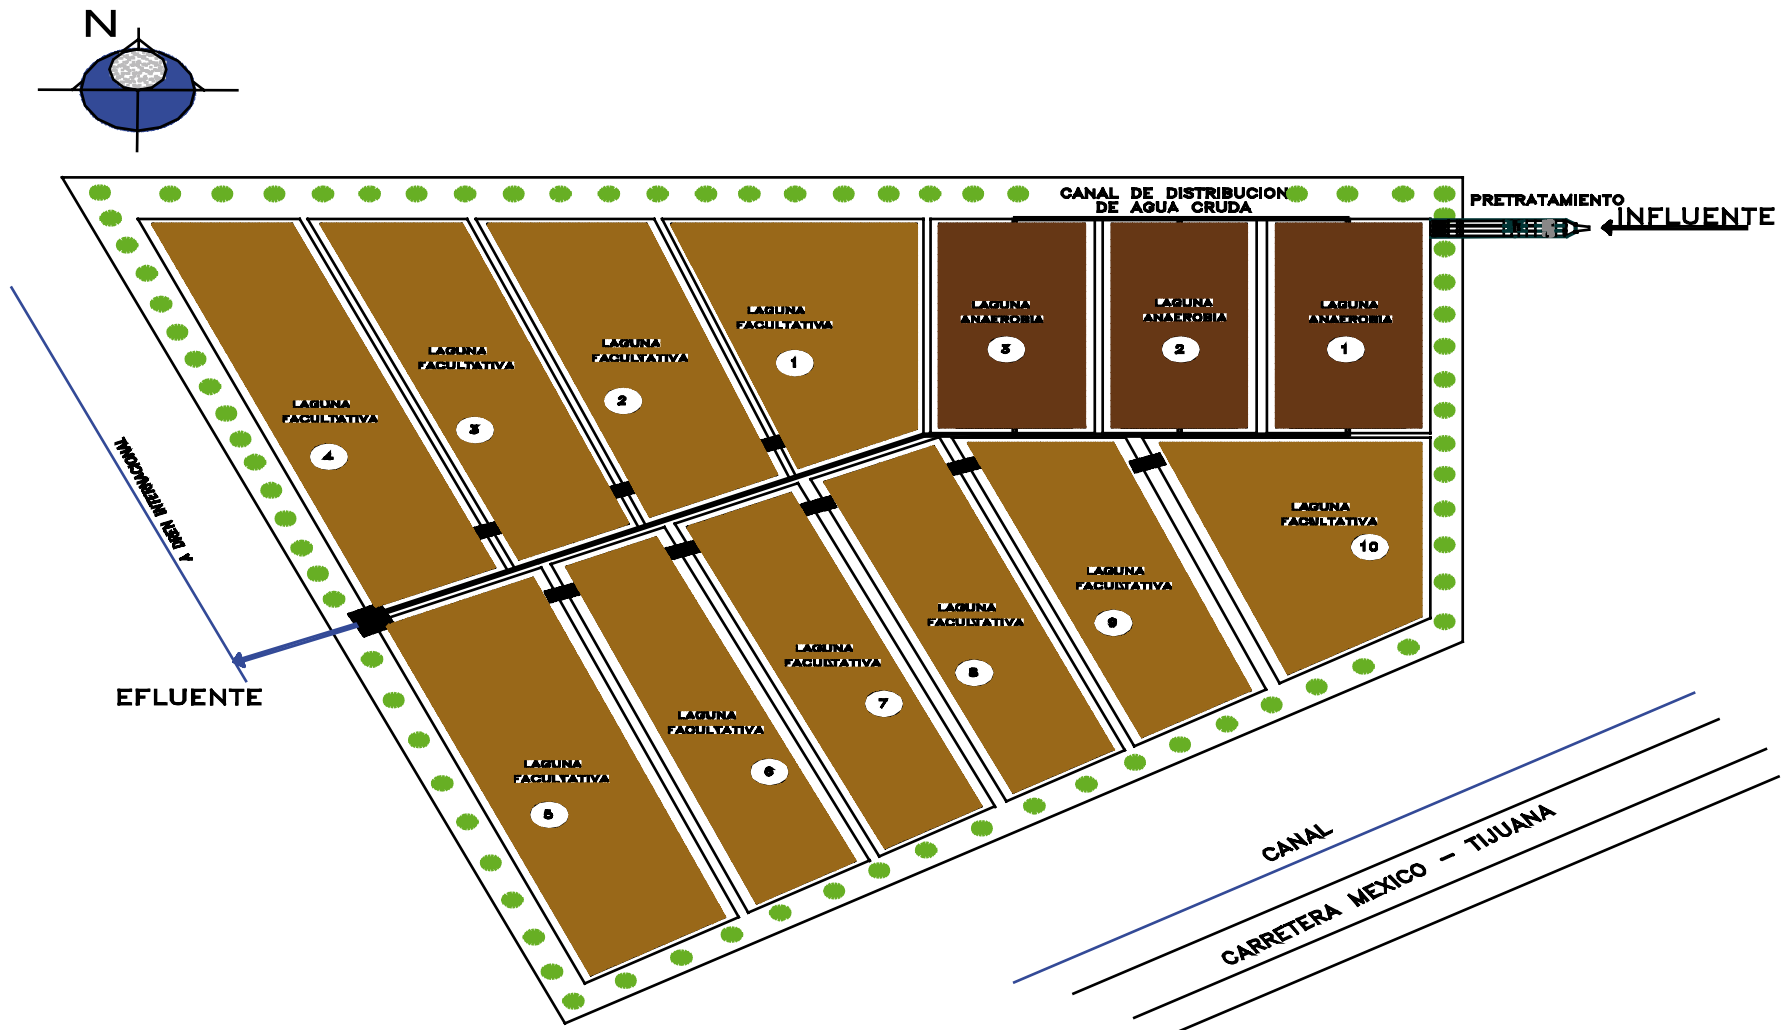 N
CANAL DE DISTRIBUCION
DE AGUA CRUDA
PRETRATAMIENTO
INFLUENTE
LAGUNA
FACULTATIVA
4
LAGUNA
FACULTATIVA
3
LAGUNA
FACULTATIVA
2
LAGUNA
FACULTATIVA
1
LAGUNA
ANAEROBIA
3
LAGUNA
ANAEROBIA
2
LAGUNA
ANAEROBIA
1
A DREN INTERNACIONAL
EFLUENTE
LAGUNA
FACULTATIVA
5
LAGUNA
FACULTATIVA
6
LAGUNA
FACULTATIVA
7
LAGUNA
FACULTATIVA
8
LAGUNA
FACULTATIVA
9
LAGUNA
FACULTATIVA
10
CANAL
CARRETERA MEXICO - TIJUANA